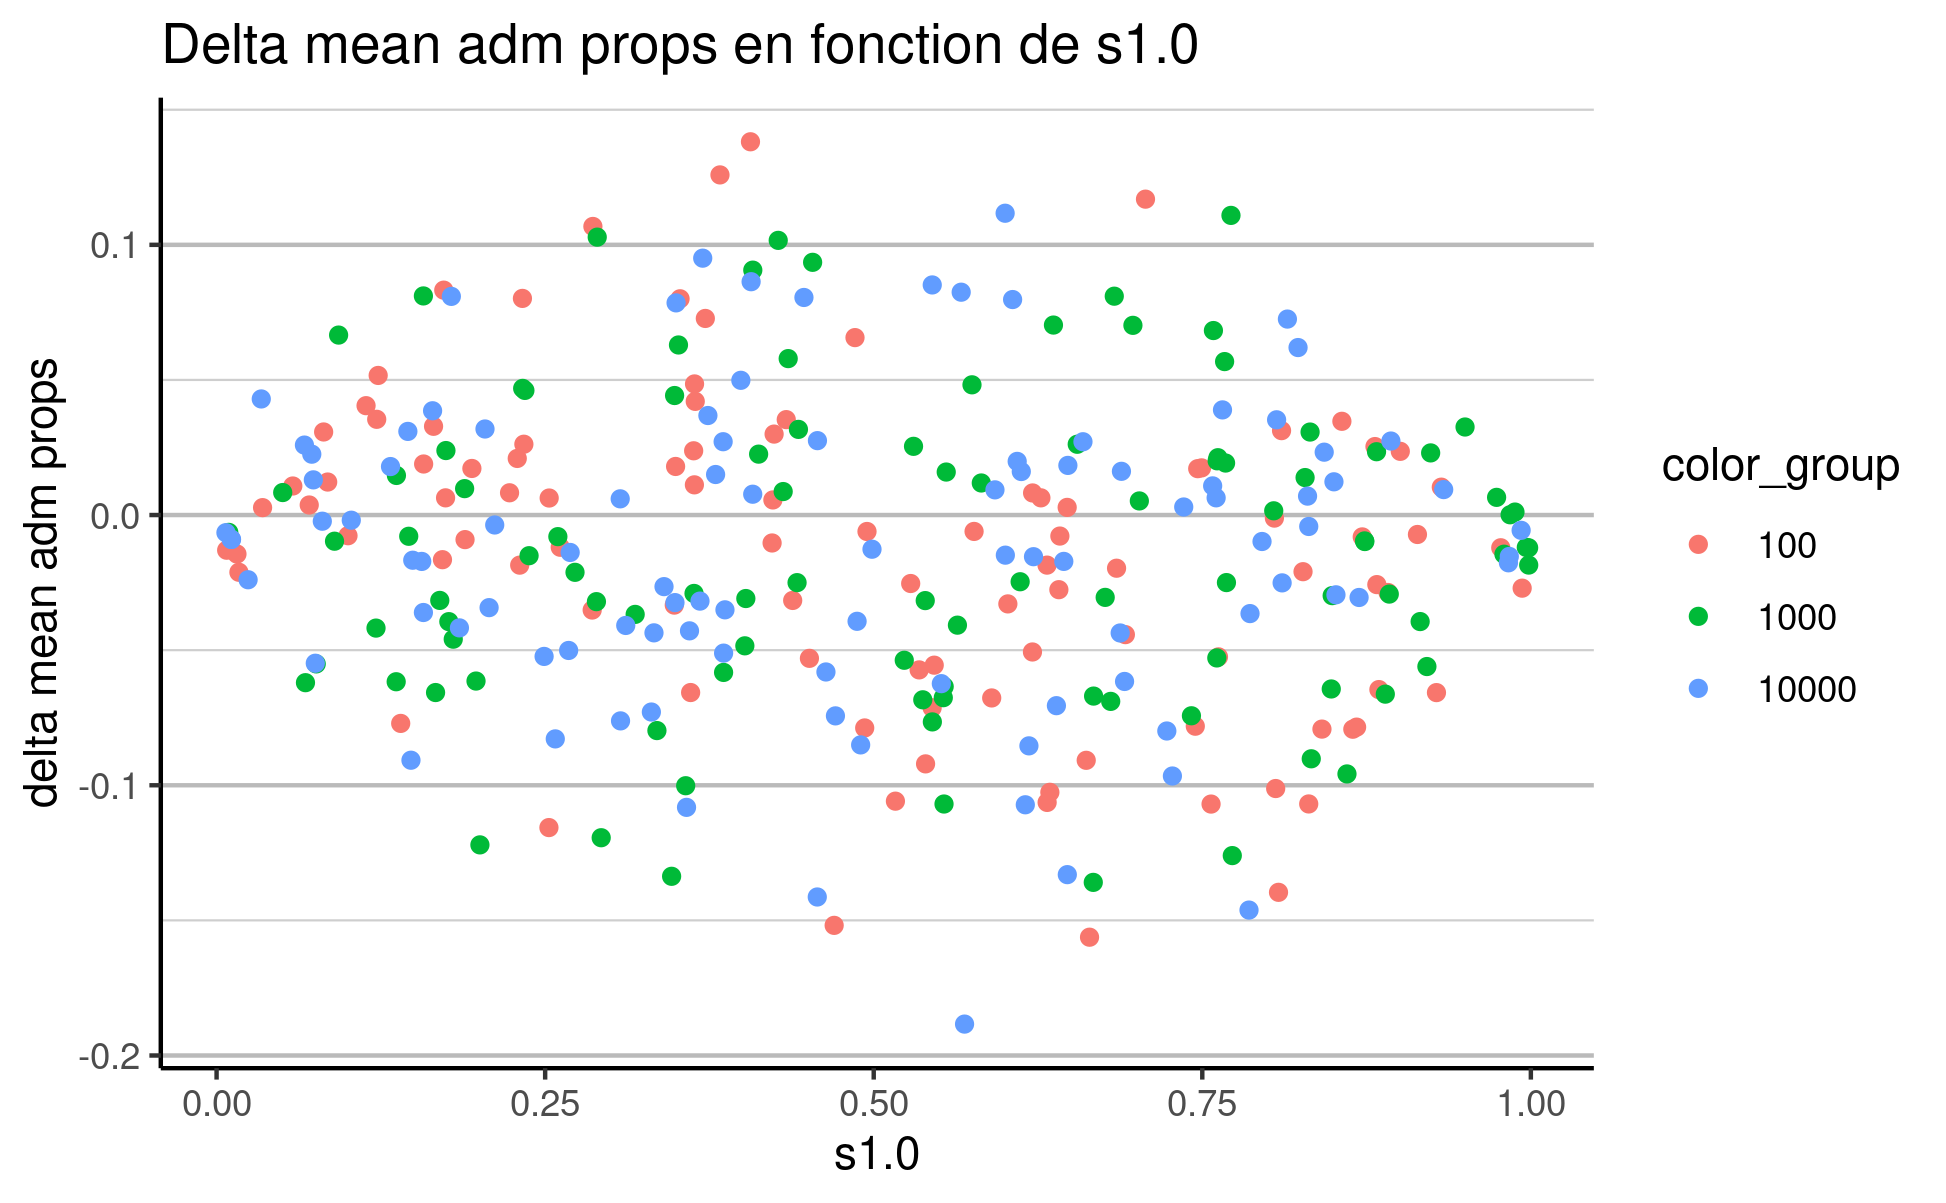 Delta mean adm props en fonction de s1.0
delta mean adm props
0.1
0.0
-0.1
-0.2
0.00 0.25 0.50 0.75 1.00
s1.0
color_group
100
1000
10000